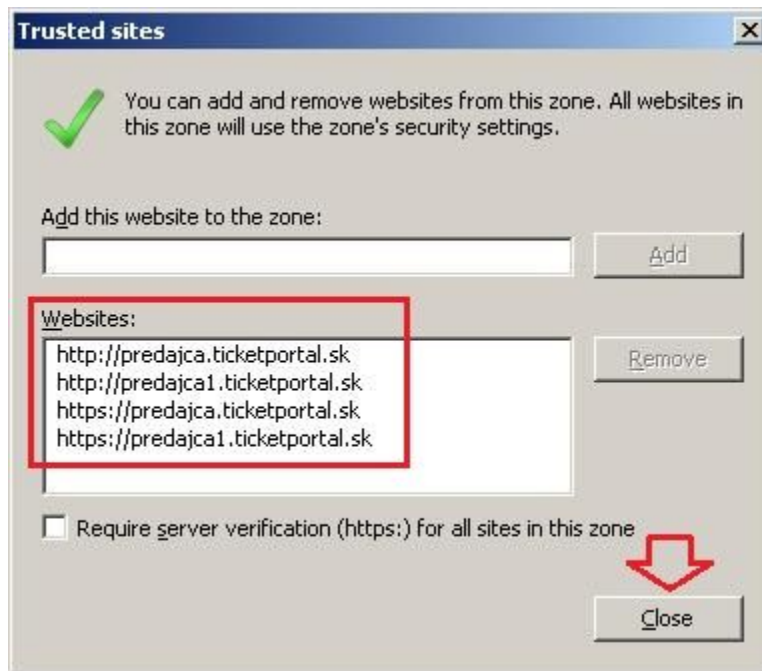 Trusted sites
You can add and remove websites from this zone. All websites in
this zone will use the zone's security settings.
Add this website to the zone:
Add
Websites:
http://predajca.ticketportal.sk
http://predajca1.ticketportal.sk
https://predajca.ticketportal.sk
https://predajca1.ticketportal.sk
Remove
Require server verification (https:) for all sites in this zone
Close